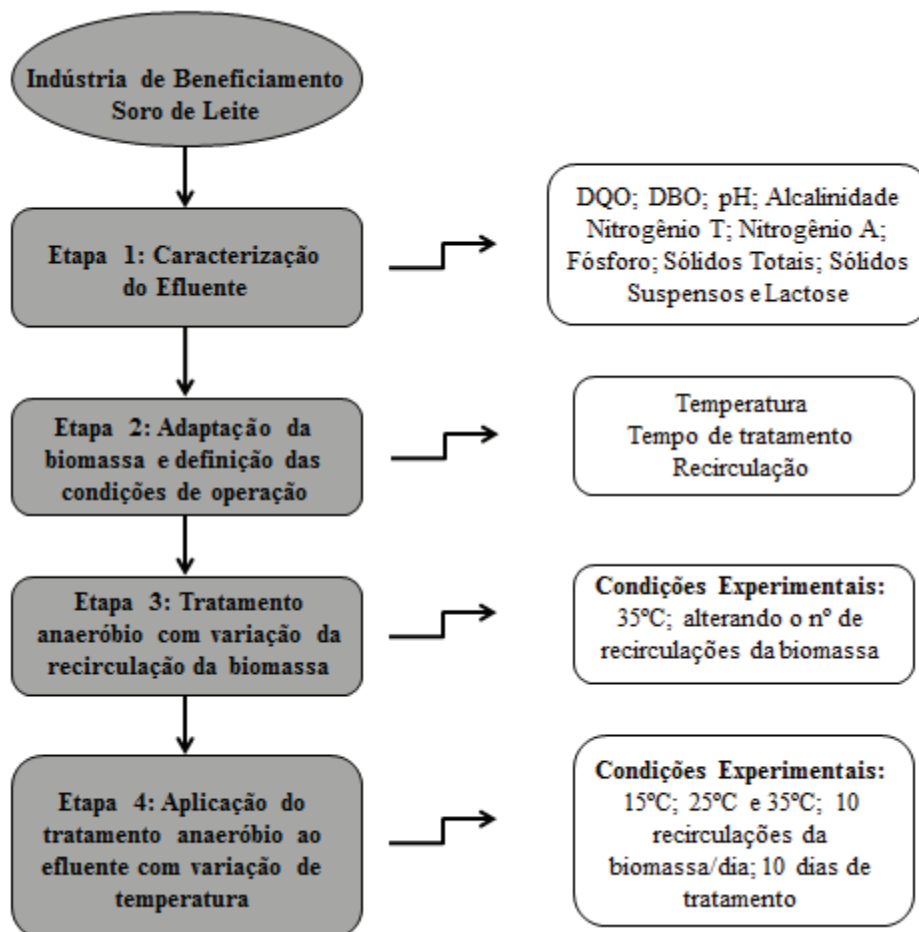 Indústria de Beneficiamento
Soro de Leite
Etapa 1: Caracterização
do Efluente
DQO; DBO; pH; Alcalinidade
Nitrogênio T; Nitrogênio A;
Fósforo; Sólidos Totais; Sólidos
Suspensos e Lactose
Etapa 2: Adaptação da
biomassa e definição das
condições de operação
Temperatura
Tempo de tratamento
Recirculação
Etapa 3: Tratamento
anaeróbio com variação da
recirculação da biomassa
Condições Experimentais:
35ºC; alterando o nº de
recirculações da biomassa
Etapa 4: Aplicação do
tratamento anaeróbio ao
efluente com variação de
temperatura
Condições Experimentais:
15ºC; 25ºC e 35ºC; 10
recirculações da
biomassa/dia; 10 dias de
tratamento